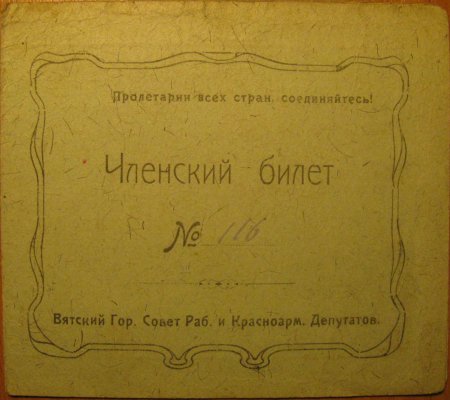 Пролетарии всех стран, соединяйтесь!
Членский билет
№ 116
Вятский Гор. Совет Раб. и Красноарм. Депутатов.